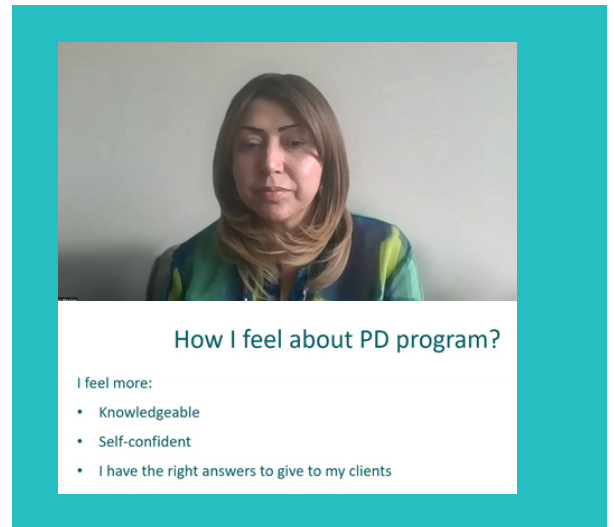 How I feel about PD program?
I feel more:
• Knowledgeable
• Self-confident
• I have the right answers to give to my clients